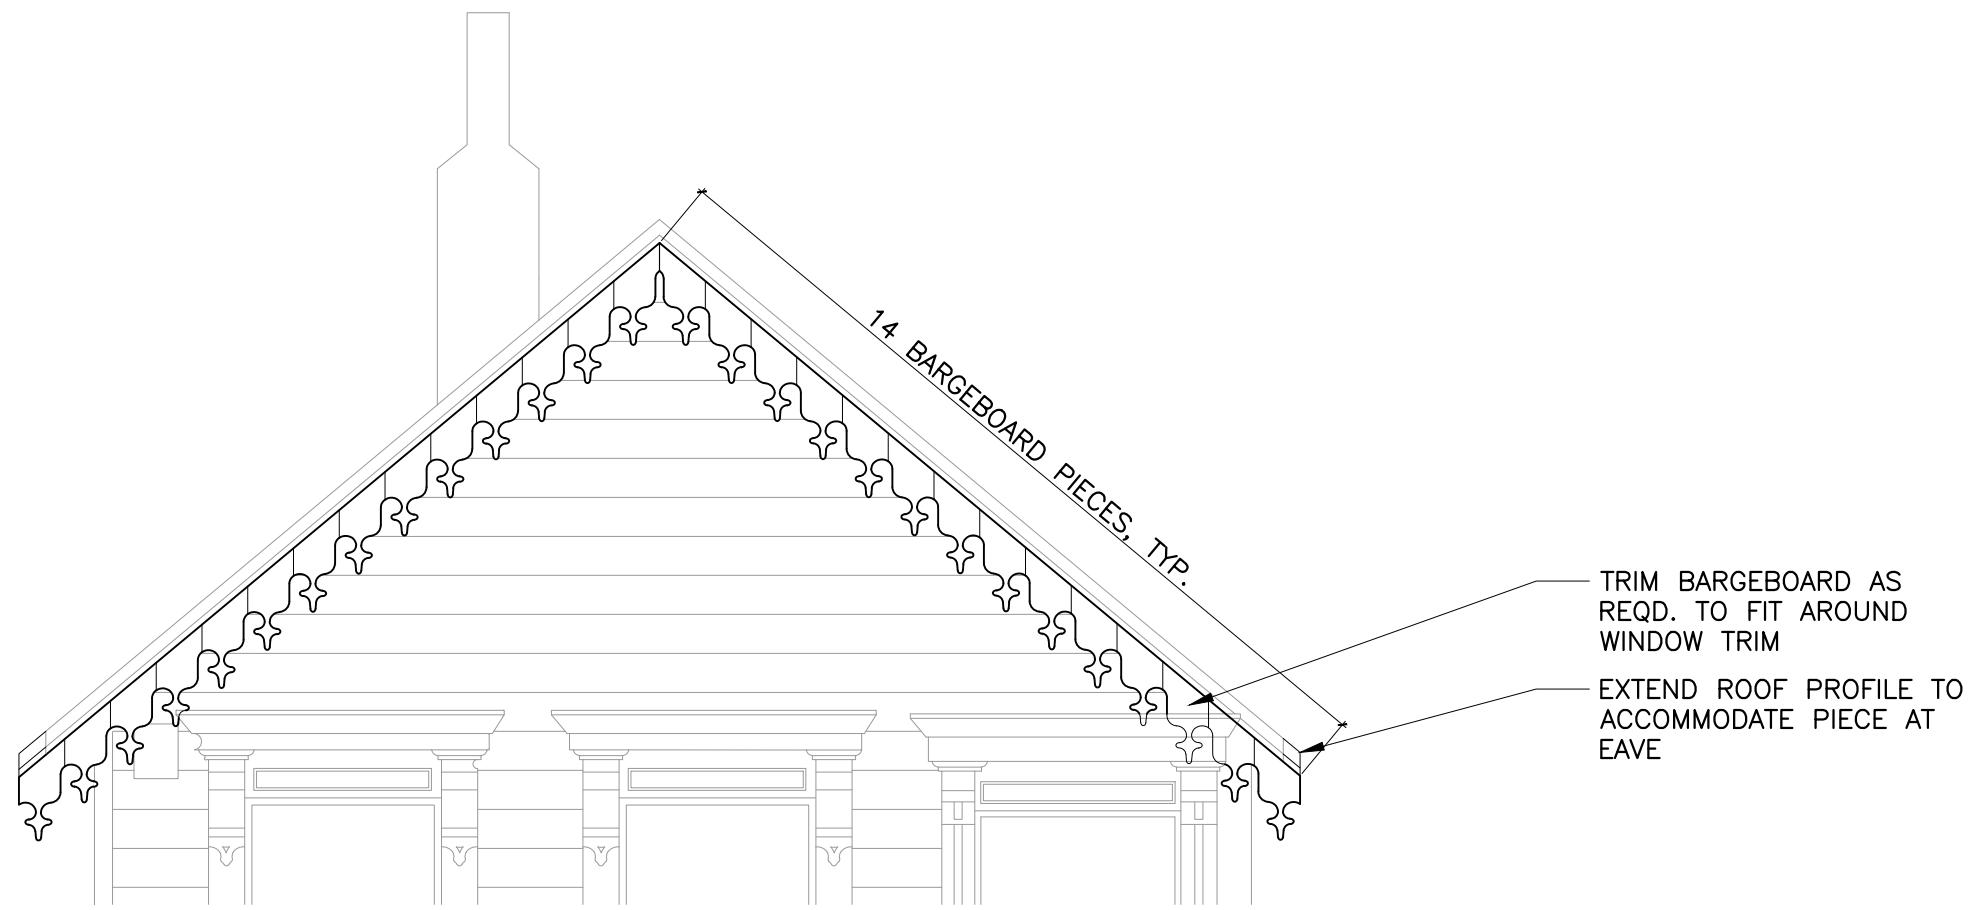 14 BARGEBOARD PIECES, TYP.
TRIM BARGEBOARD AS
REQD. TO FIT AROUND
WINDOW TRIM
EXTEND ROOF PROFILE TO
ACCOMMODATE PIECE AT
EAVE